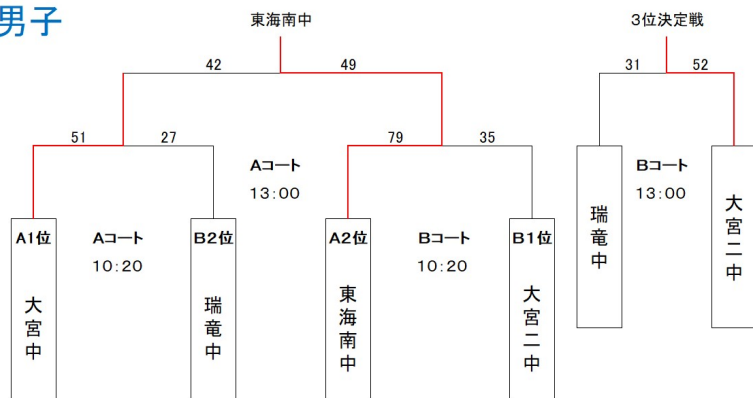 男子
東海南中
3位決定戦
42 49
31 52
51 27
79 35
Aコート
13:00
Bコート
13:00
A1位
Aコート
10:20
B2位
A2位
Bコート
10:20
B1位
大宮中
瑞竜中
東海南中
大宮二中
瑞竜中
大宮二中